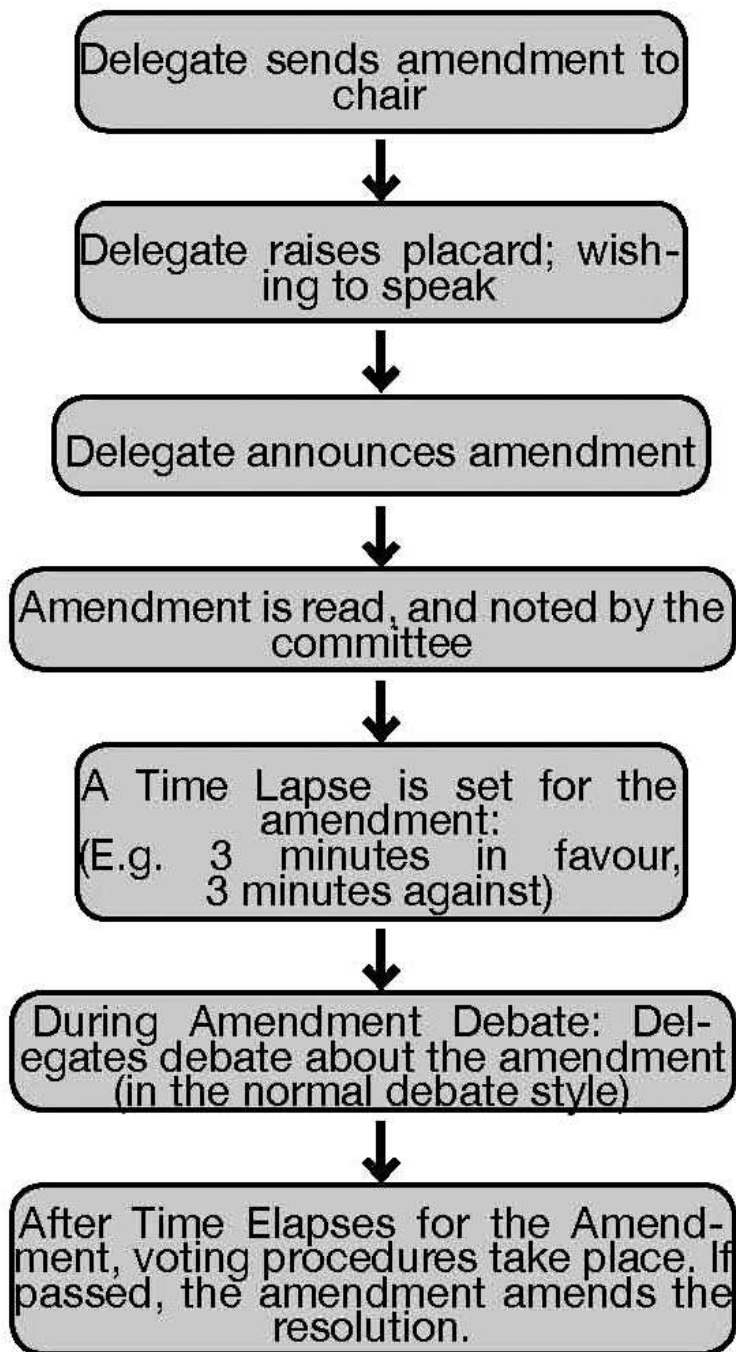 Delegate sends amendment to
chair
Delegate raises placard; wish-
ing to speak
Delegate announces amendment
Amendment is read, and noted by the
committee
A Time Lapse is set for the
amendment:
(E.g. 3 minutes in favour,
3 minutes against)
During Amendment Debate: Del-
egates debate about the amendment
(in the normal debate style)
After Time Elapses for the Amend-
ment, voting procedures take place. If
passed, the amendment amends the
resolution.